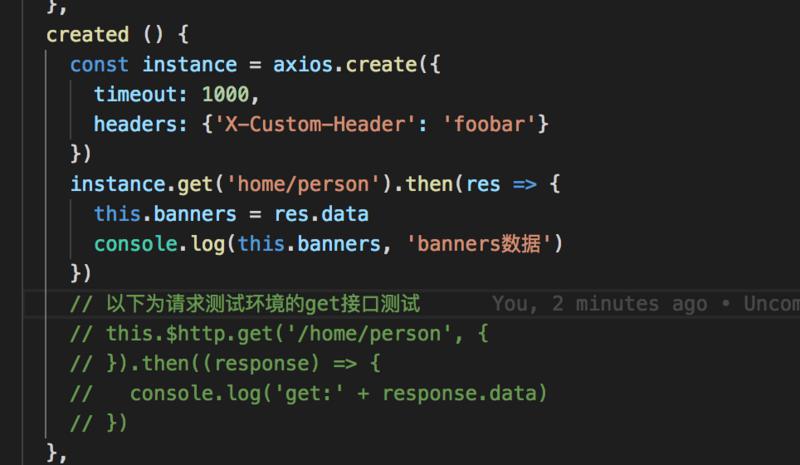 },
created () {
const instance = axios.create({
timeout: 1000,
headers: {'X-Custom-Header': 'foobar'}
})
instance.get('home/person').then(res => {
this.banners = res.data
console.log(this.banners, 'banners数据')
})
// 以下为请求测试环境的get接口测试 You, 2 minutes ago • Uncom
// this.$http.get('/home/person', {
// }).then((response) => {
// console.log('get:' + response.data)
// })
},